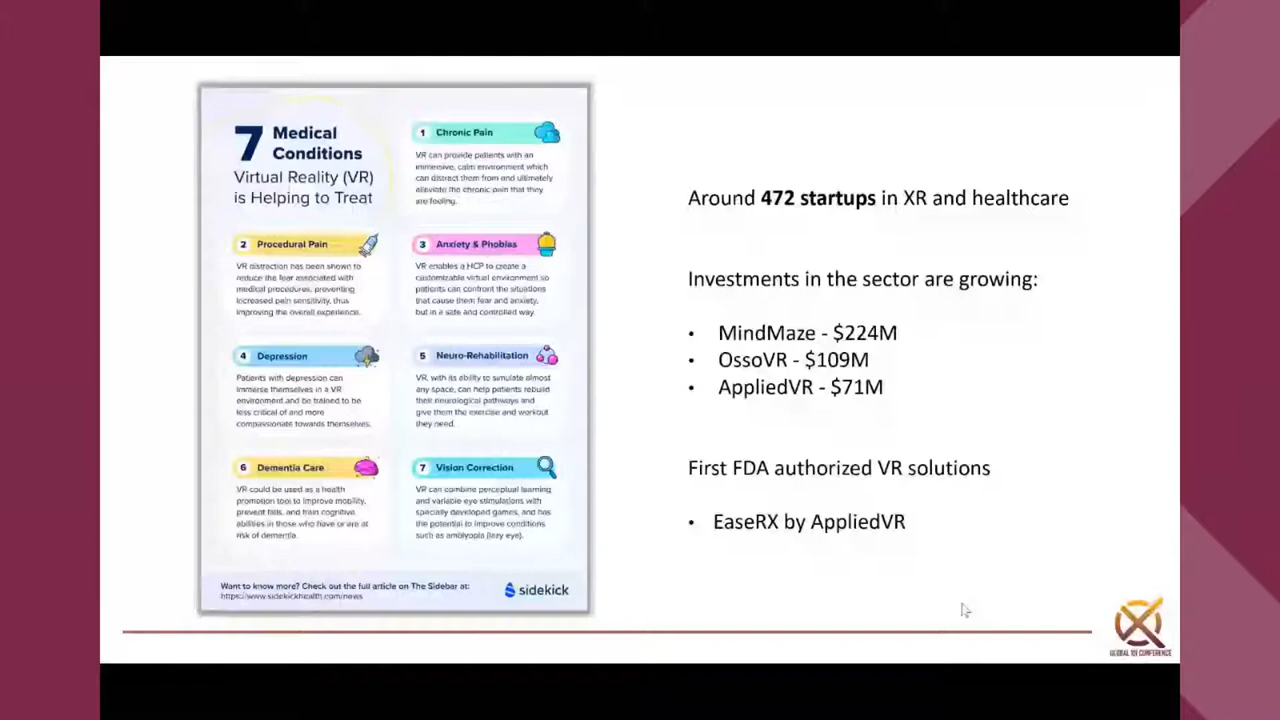 7 Medical
Conditions
Virtual Reality (VR)
is Helping to Treat
1 Chronic Pain
VR can provide patients with an
immersive, calm environment which
can distract them from and ultimately
alleviate the chronic pain that they
are feeling.
2 Procedural Pain
VR distraction has been shown to
reduce the fear associated with
medical procedures, preventing
increased pain sensitivity, thus
improving the overall experience.
3 Anxiety & Phobias
VR enables a HCP to create a
customizable virtual environment so
patients can confront the situations
that cause them fear and anxiety,
but in a safe and controlled way.
4 Depression
Patients with depression can
immerse themselves in a VR
environment and be trained to be
less critical of and more
compassionate towards themselves.
5 Neuro-Rehabilitation
VR, with its ability to simulate almost
any space, can help patients rebuild
their neurological pathways and
give them the exercise and workout
they need.
6 Dementia Care
VR could be used as a health
promotion tool to improve mobility,
prevent falls, and train cognitive
abilities in those who have or are at
risk of dementia.
7 Vision Correction
VR can combine perceptual learning
and variable eye stimulations with
specially developed games, and has
the potential to improve conditions
such as amblyopia (lazy eye).
Want to know more? Check out the full article on The Sidebar at:
https://www.sidekickhealth.com/news
sidekick
Around 472 startups in XR and healthcare
Investments in the sector are growing:
• MindMaze - $224M
• OssoVR - $109M
• AppliedVR - $71M
First FDA authorized VR solutions
• EaseRX by AppliedVR
GLOBAL XR CONFERENCE